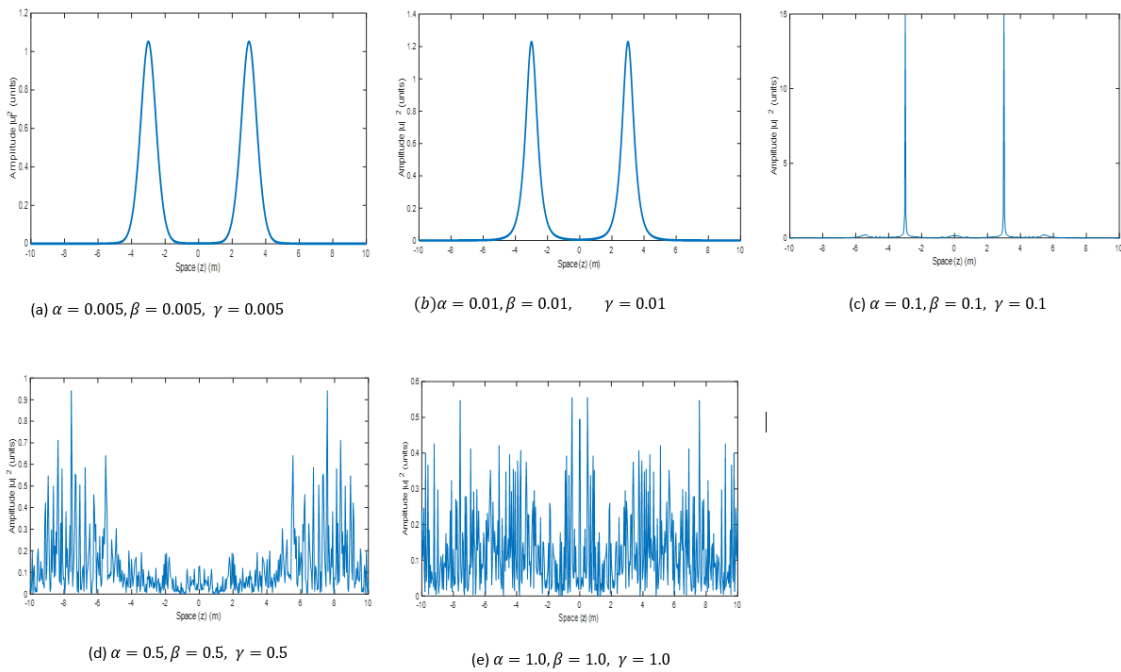 1.2
1
0.8
0.6
0.4
0.2
0
Amplitude |u|² (units)
-10 -8 -6 -4 -2 0 2 4 6 8 10
Space (z) (m)
(a) α = 0.005, β = 0.005, γ = 0.005
1.4
1.2
1
0.8
0.6
0.4
0.2
0
Amplitude |u| ² (units)
-10 -8 -6 -4 -2 0 2 4 6 8 10
Space (z) (m)
(b)α = 0.01, β = 0.01, γ = 0.01
15
10
5
0
Amplitude |u| ² (units)
-10 -8 -6 -4 -2 0 2 4 6 8 10
Space (z) (m)
(c) α = 0.1, β = 0.1, γ = 0.1
1
0.9
0.8
0.7
0.6
0.5
0.4
0.3
0.2
0.1
0
Amplitude |u| ² (units)
-10 -8 -6 -4 -2 0 2 4 6 8 10
Space (z) (m)
(d) α = 0.5, β = 0.5, γ = 0.5
0.6
0.5
0.4
0.3
0.2
0.1
0
Amplitude |u| ² (units)
-10 -8 -6 -4 -2 0 2 4 6 8 10
Space (z) (m)
(e) α = 1.0, β = 1.0, γ = 1.0